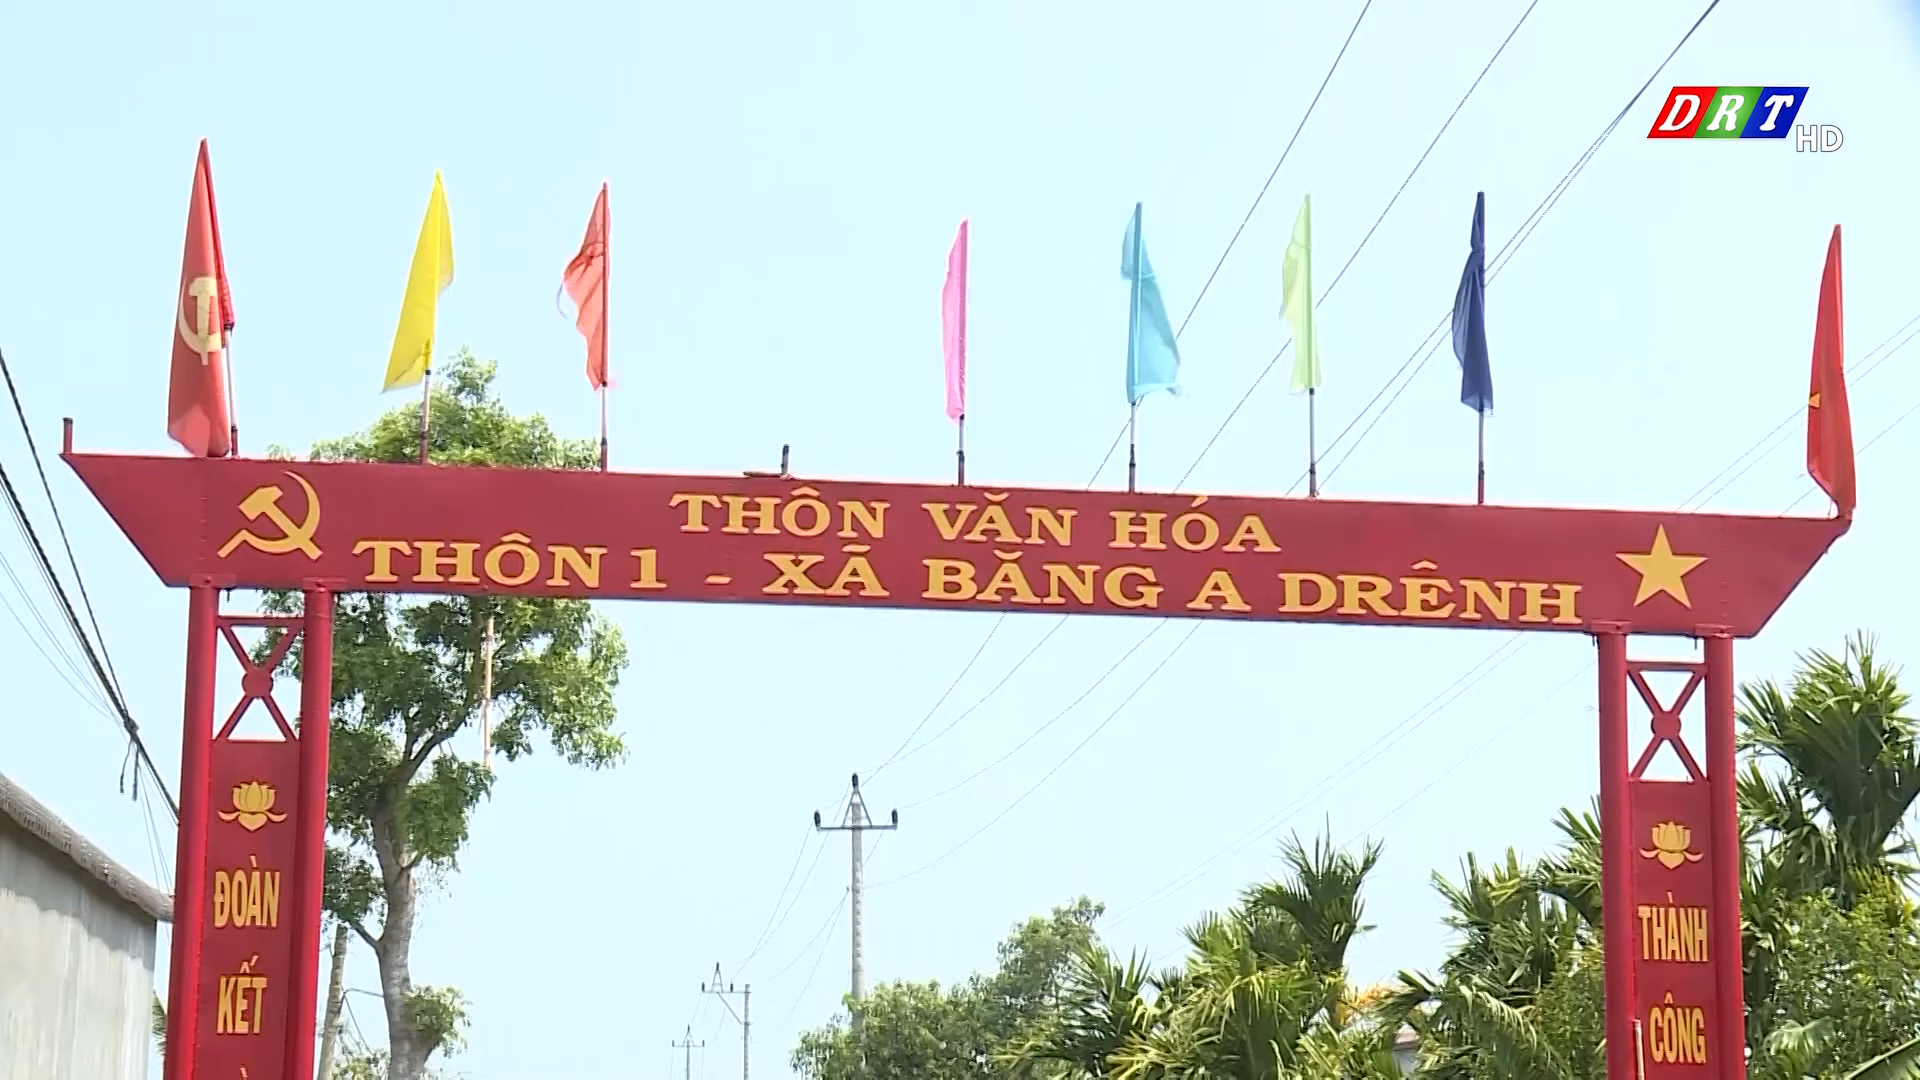 DRT HD
THÔN VĂN HÓA
THÔN 1 - XÃ BĂNG A DRÊNH
ĐOÀN
KẾT
THÀNH
CÔNG